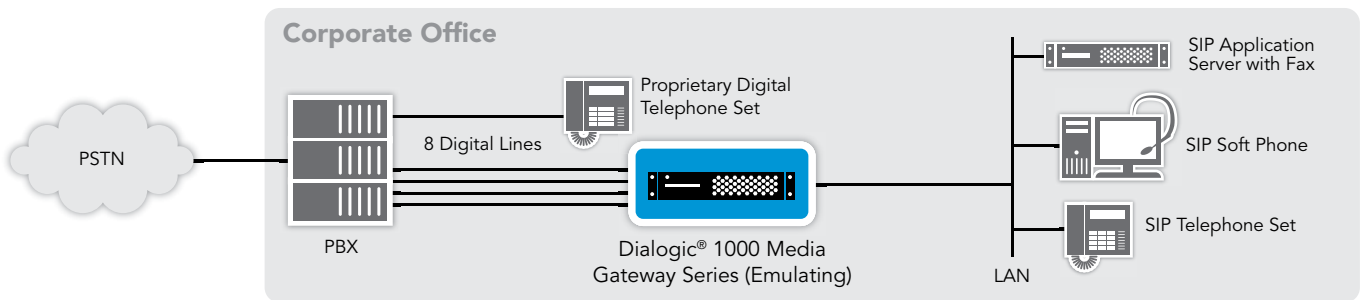 Corporate Office
PSTN
PBX
8 Digital Lines
Proprietary Digital
Telephone Set
Dialogic® 1000 Media
Gateway Series (Emulating)
LAN
SIP Application
Server with Fax
SIP Soft Phone
SIP Telephone Set